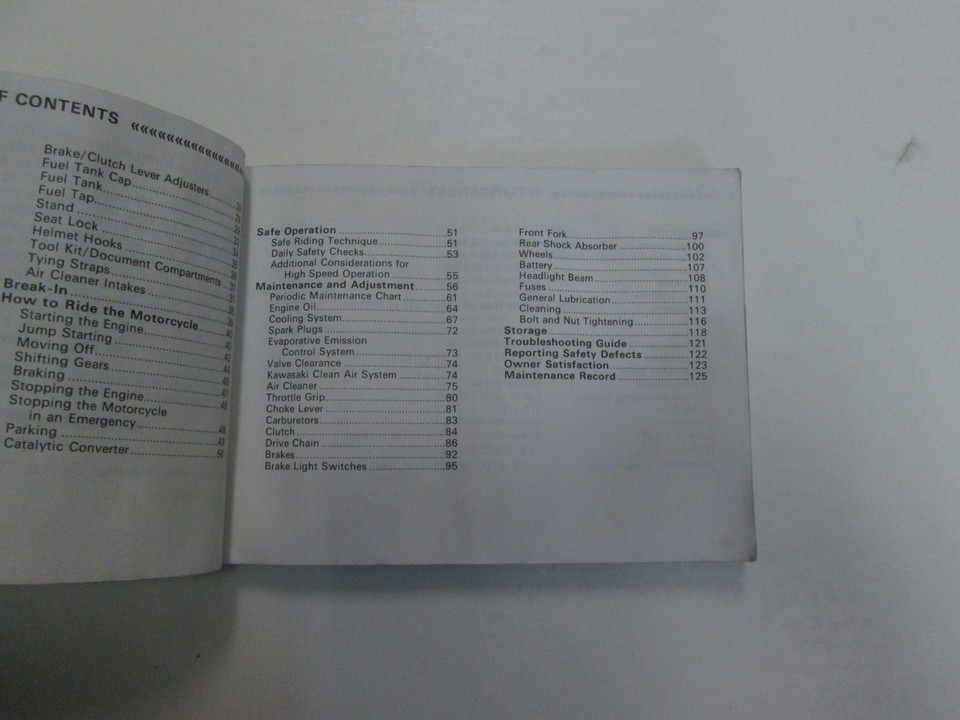 F CONTENTS
Brake/Clutch Lever Adjusters
Fuel Tank Cap
Fuel Tank
Fuel Tap
Stand
Seat Lock
Helmet Hooks
Tool Kit/Document Compartments
Tying Straps
Air Cleaner Intakes
Break-In
How to Ride the Motorcycle
Starting the Engine
Jump Starting
Moving Off
Shifting Gears
Braking
Stopping the Engine
Stopping the Motorcycle
in an Emergency
Parking
Catalytic Converter
Safe Operation 51
Safe Riding Technique 51
Daily Safety Checks 53
Additional Considerations for
High Speed Operation 55
Maintenance and Adjustment 56
Periodic Maintenance Chart 61
Engine Oil 64
Cooling System 67
Spark Plugs 72
Evaporative Emission
Control System 73
Valve Clearance 74
Kawasaki Clean Air System 74
Air Cleaner 75
Throttle Grip 80
Choke Lever 81
Carburetors 83
Clutch 84
Drive Chain 86
Brakes 92
Brake Light Switches 95
Front Fork 97
Rear Shock Absorber 100
Wheels 102
Battery 107
Headlight Beam 108
Fuses 110
General Lubrication 111
Cleaning 113
Bolt and Nut Tightening 116
Storage 118
Troubleshooting Guide 121
Reporting Safety Defects 122
Owner Satisfaction 123
Maintenance Record 125